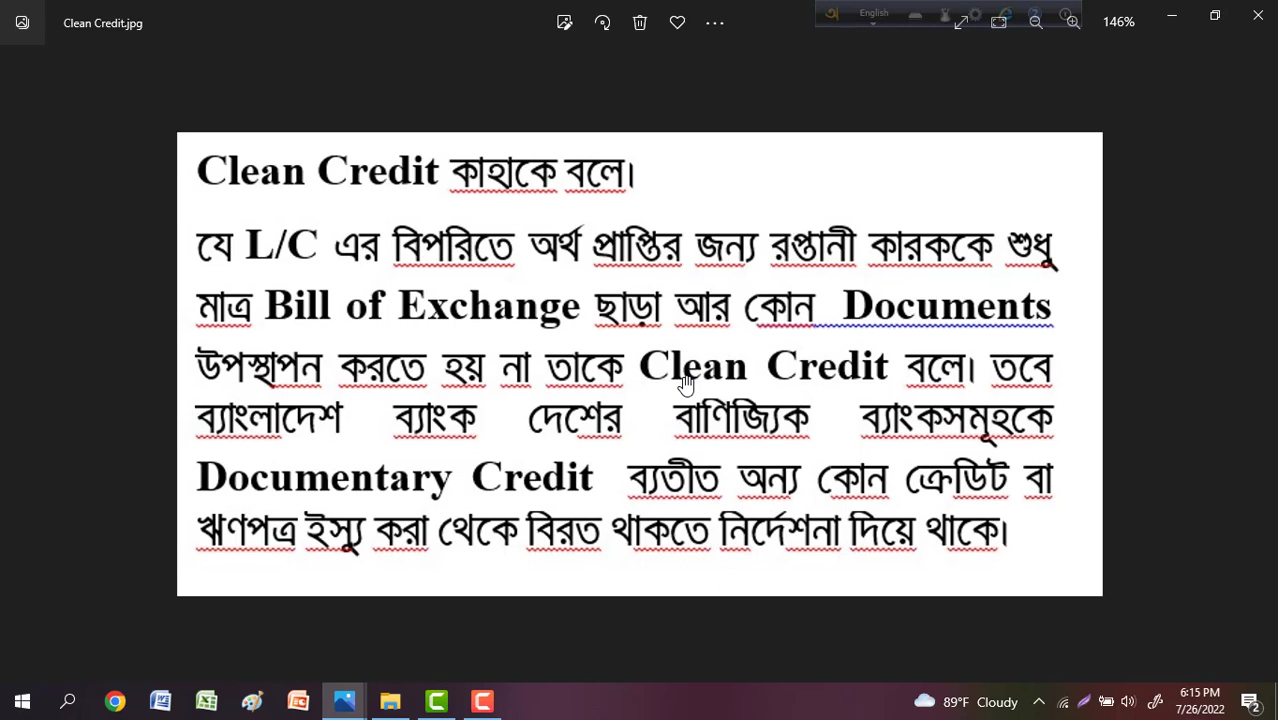 Clean Credit.jpg
English
146%
Clean Credit কাহাকে বলে।
যে L/C এর বিপরিতে অর্থ প্রাপ্তির জন্য রপ্তানী কারককে শুধু
মাত্র Bill of Exchange ছাড়া আর কোন Documents
উপস্থাপন করতে হয় না তাকে Clean Credit বলে। তবে
ব্যাংলাদেশ ব্যাংক দেশের বাণিজ্যিক ব্যাংকসমূহকে
Documentary Credit ব্যতীত অন্য কোন ক্রেডিট বা
ঋণপত্র ইস্যু করা থেকে বিরত থাকতে নির্দেশনা দিয়ে থাকে।
89°F Cloudy
6:15 PM
7/26/2022
2